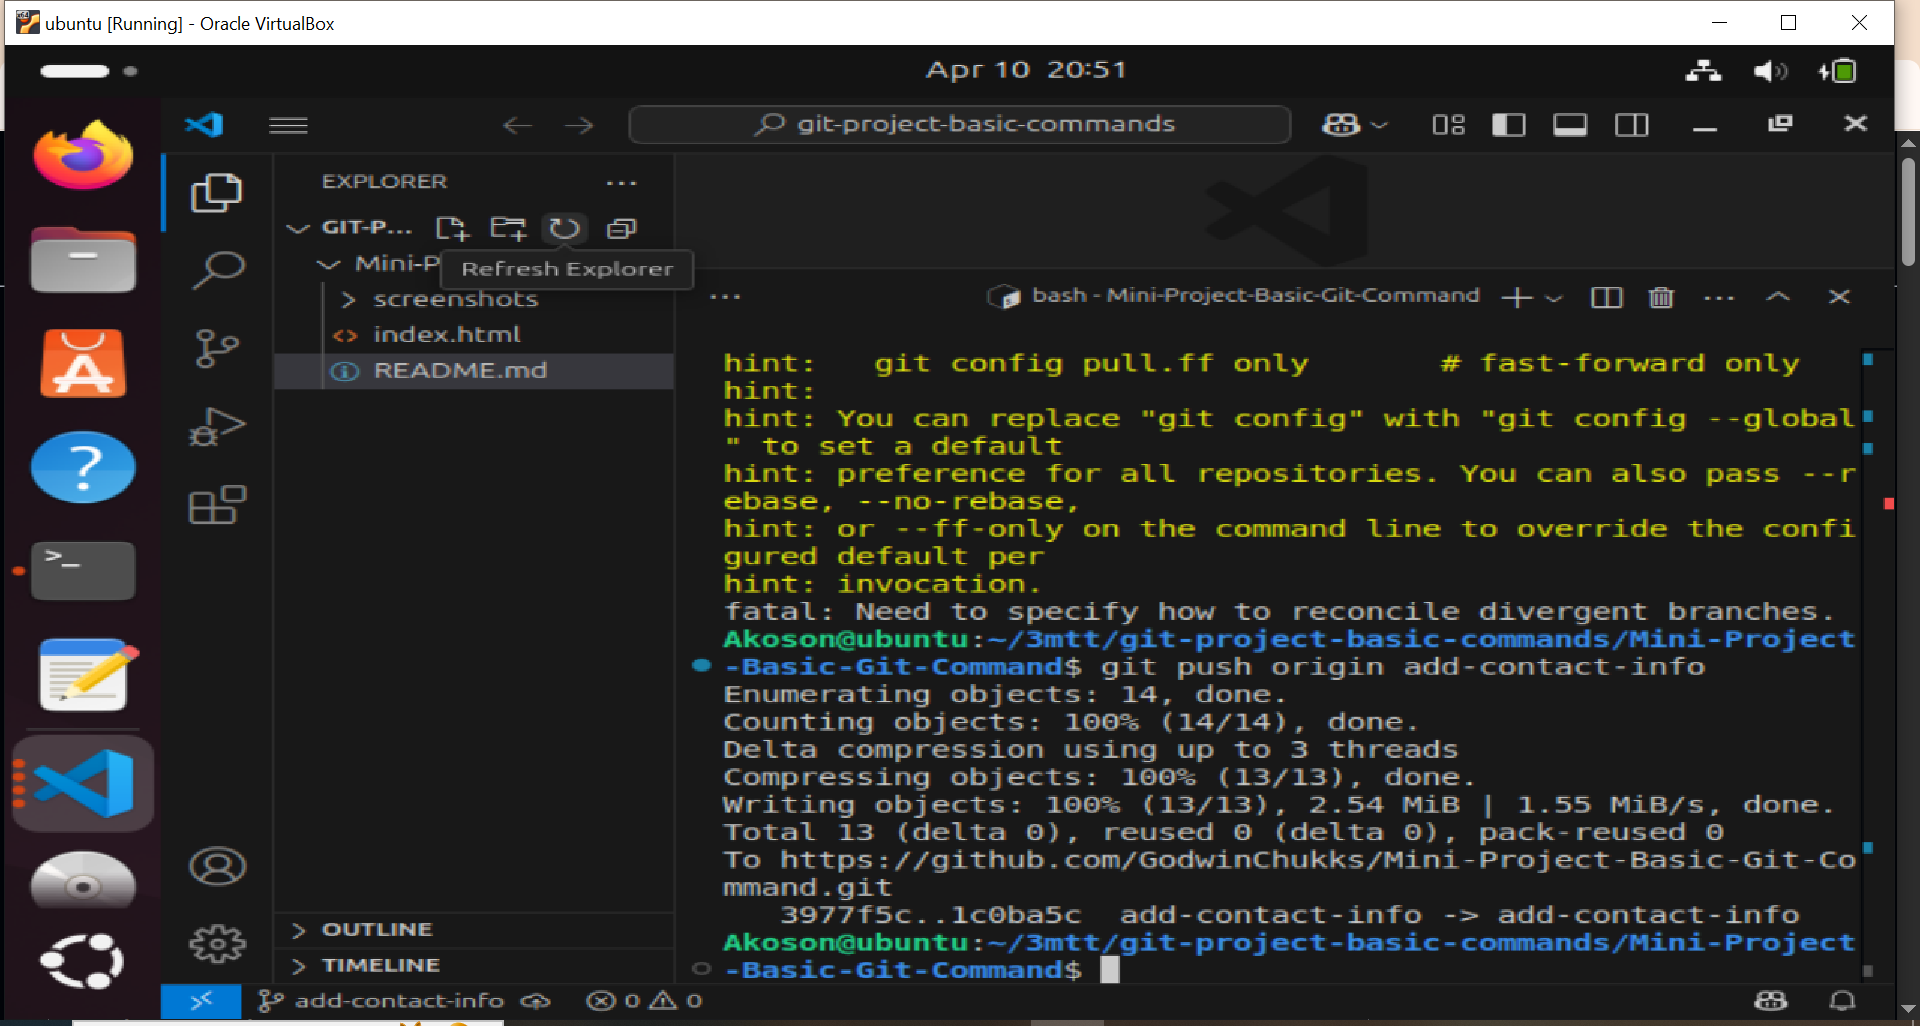 ubuntu [Running] - Oracle VirtualBox
Apr 10 20:51
git-project-basic-commands
EXPLORER
GIT-P...
Mini-P
Refresh Explorer
screenshots
index.html
README.md
bash - Mini-Project-Basic-Git-Command
hint:   git config pull.ff only       # fast-forward only
hint:
hint: You can replace "git config" with "git config --global
" to set a default
hint: preference for all repositories. You can also pass --r
ebase, --no-rebase,
hint: or --ff-only on the command line to override the confi
gured default per
hint: invocation.
fatal: Need to specify how to reconcile divergent branches.
Akoson@ubuntu:~/3mtt/git-project-basic-commands/Mini-Project
-Basic-Git-Command$ git push origin add-contact-info
Enumerating objects: 14, done.
Counting objects: 100% (14/14), done.
Delta compression using up to 3 threads
Compressing objects: 100% (13/13), done.
Writing objects: 100% (13/13), 2.54 MiB | 1.55 MiB/s, done.
Total 13 (delta 0), reused 0 (delta 0), pack-reused 0
To https://github.com/GodwinChukks/Mini-Project-Basic-Git-Co
mmand.git
   3977f5c..1c0ba5c  add-contact-info -> add-contact-info
Akoson@ubuntu:~/3mtt/git-project-basic-commands/Mini-Project
-Basic-Git-Command$
OUTLINE
TIMELINE
add-contact-info
0
0